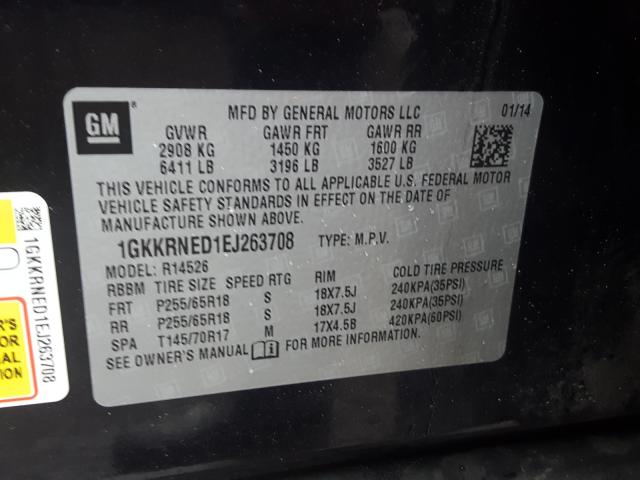 GM ®
MFD BY GENERAL MOTORS LLC 01/14
GVWR GAWR FRT GAWR RR
2908 KG 1450 KG 1600 KG
6411 LB 3196 LB 3527 LB
THIS VEHICLE CONFORMS TO ALL APPLICABLE U.S. FEDERAL MOTOR
VEHICLE SAFETY STANDARDS IN EFFECT ON THE DATE OF
MANUFACTURE SHOWN ABOVE.
1GKKRNED1EJ263708 TYPE: M.P.V.
MODEL: R14526
RBBM TIRE SIZE SPEED RTG RIM COLD TIRE PRESSURE
FRT P255/65R18 S 18X7.5J 240KPA(35PSI)
RR P255/65R18 S 18X7.5J 240KPA(35PSI)
SPA T145/70R17 M 17X4.5B 420KPA(60PSI)
SEE OWNER'S MANUAL FOR MORE INFORMATION.
1GKKRNED1EJ263708